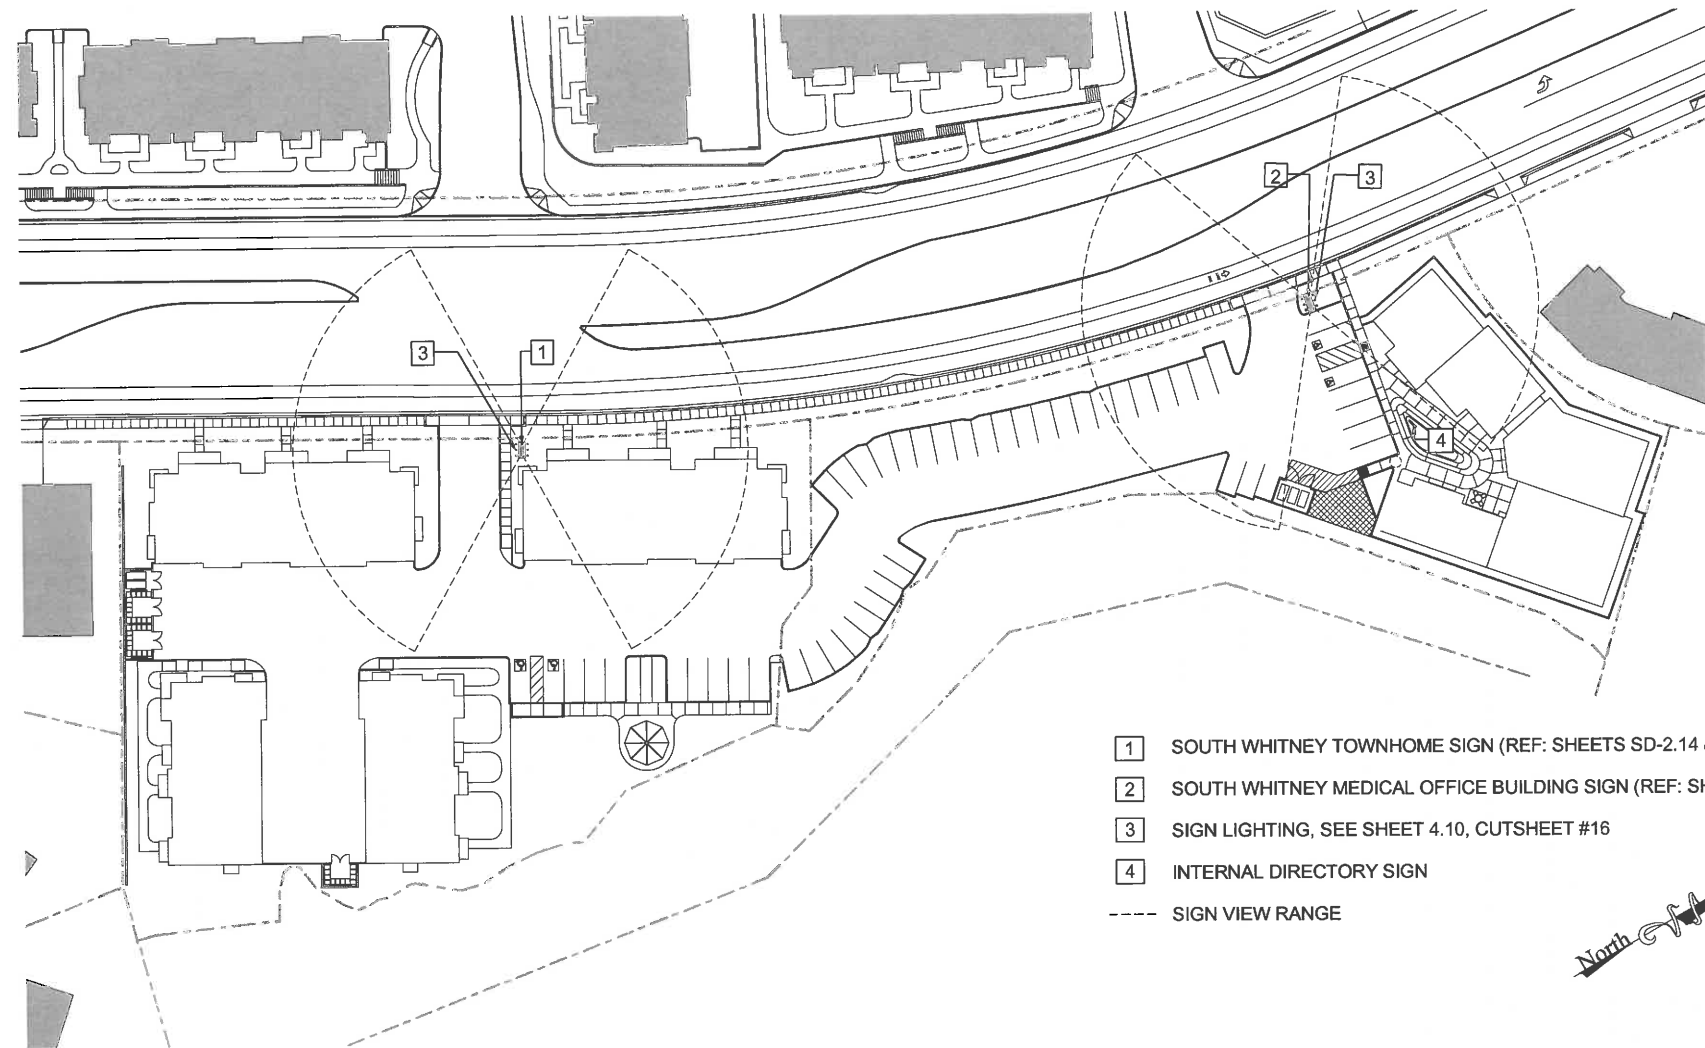 2
3
3
1
4
1 SOUTH WHITNEY TOWNHOME SIGN (REF: SHEETS SD-2.14
2 SOUTH WHITNEY MEDICAL OFFICE BUILDING SIGN (REF: SH
3 SIGN LIGHTING, SEE SHEET 4.10, CUTSHEET #16
4 INTERNAL DIRECTORY SIGN
SIGN VIEW RANGE
North